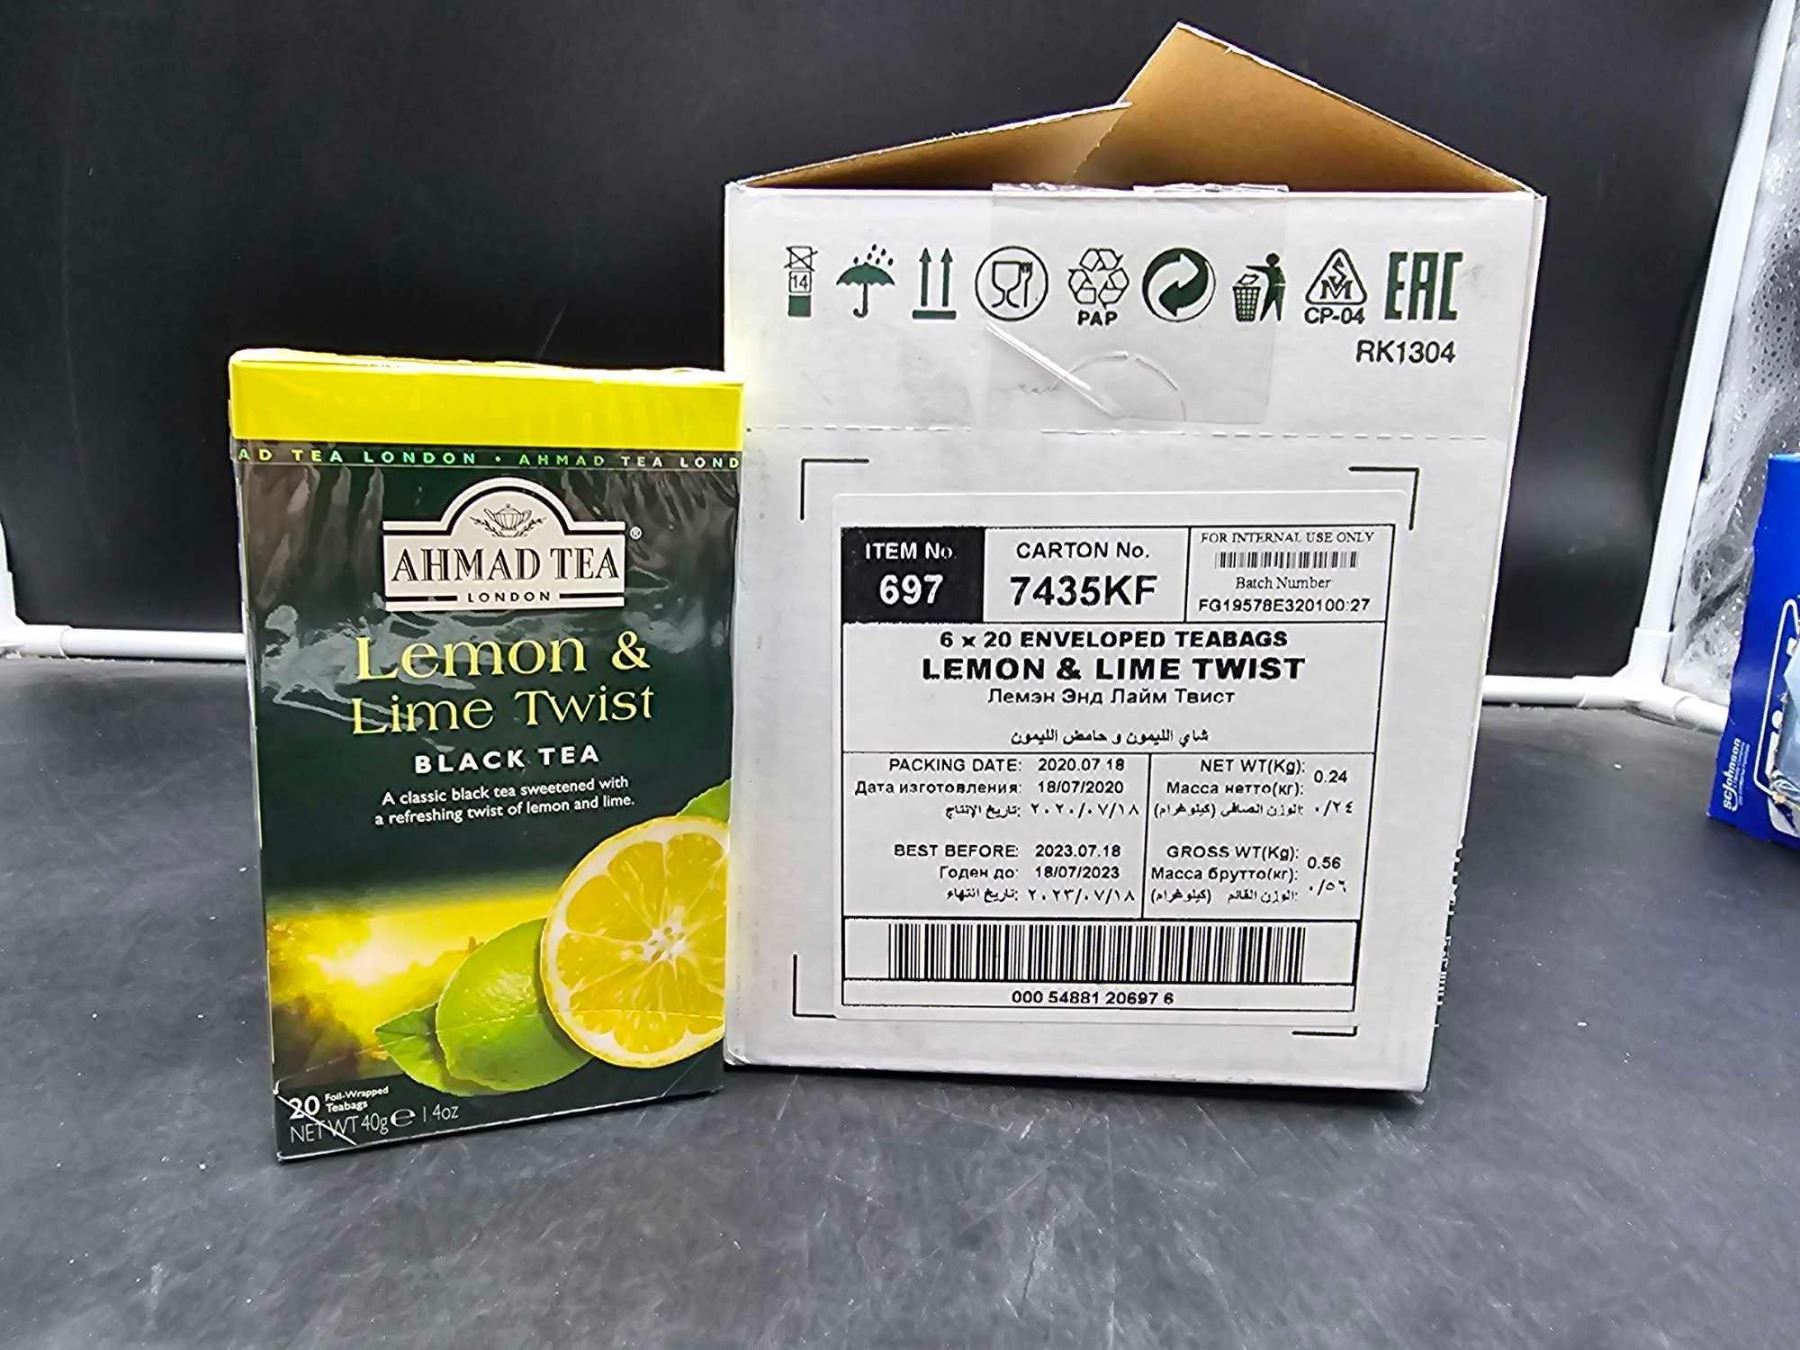 AD TEA LONDON • AHMAD TEA LOND
AHMAD TEA ®
LONDON
Lemon &
Lime Twist
BLACK TEA
A classic black tea sweetened with
a refreshing twist of lemon and lime.
20 Foil-Wrapped
Teabags
NET WT 40g e 1.4oz
14
PAP
CP-04
EAC
RK1304
ITEM No.
697
CARTON No.
7435KF
FOR INTERNAL USE ONLY
Batch Number
FG19578E320100:27
6 x 20 ENVELOPED TEABAGS
LEMON & LIME TWIST
Лемэн Энд Лайм Твист
شاي الليمون و حامض الليمون
PACKING DATE: 2020.07.18
Дата изготовления: 18/07/2020
تاريخ الإنتاج: ٢٠٢٠/٠٧/١٨
NET WT(Kg): 0.24
Масса нетто(кг):
الوزن الصافي (كيلوغرام): ٠/٢٤
BEST BEFORE: 2023.07.18
Годен до: 18/07/2023
تاريخ انتهاء: ٢٠٢٣/٠٧/١٨
GROSS WT(Kg): 0.56
Масса брутто(кг):
الوزن القائم (كيلوغرام): ٠/٥٦
000 54881 20697 6
scjohnson